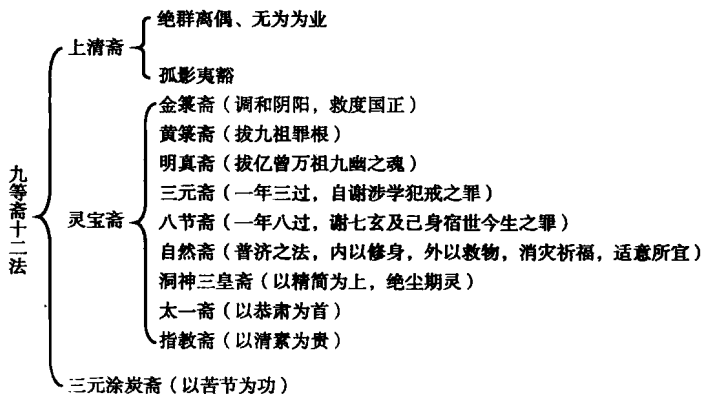 九等斋十二法
上清斋
绝群离偶、无为为业
孤影夷豁
灵宝斋
金箓斋（调和阴阳，救度国正）
黄箓斋（拔九祖罪根）
明真斋（拔亿曾万祖九幽之魂）
三元斋（一年三过，自谢涉学犯戒之罪）
八节斋（一年八过，谢七玄及己身宿世今生之罪）
自然斋（普济之法，内以修身，外以救物，消灾祈福，适意所宜）
洞神三皇斋（以精简为上，绝尘期灵）
太一斋（以恭肃为首）
指教斋（以清素为贵）
三元涂炭斋（以苦节为功）